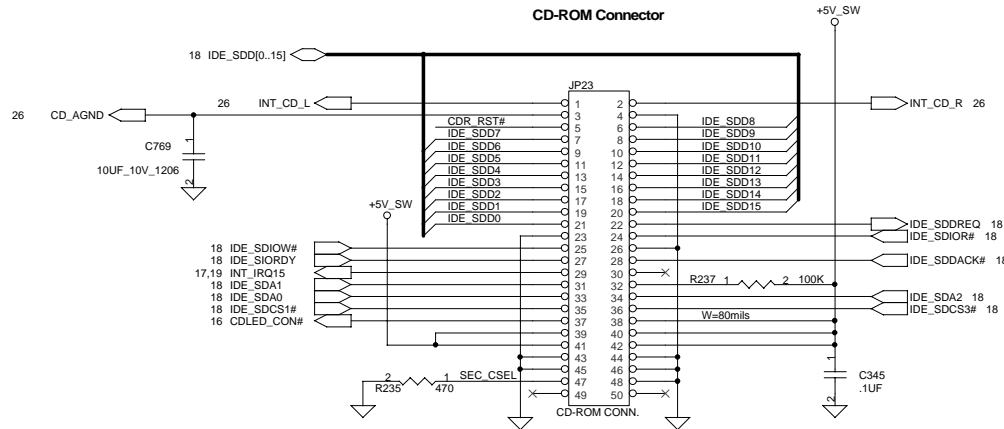 CD-ROM Connector
+5V_SW
18 IDE_SDD[0..15]
JP23
26 CD_AGND
26 INT_CD_L
1 2
INT_CD_R 26
3 4
CDR_RST# 5 6 IDE_SDD8
IDE_SDD7 7 8 IDE_SDD9
IDE_SDD6 9 10 IDE_SDD10
IDE_SDD5 11 12 IDE_SDD11
IDE_SDD4 13 14 IDE_SDD12
IDE_SDD3 15 16 IDE_SDD13
IDE_SDD2 17 18 IDE_SDD14
IDE_SDD1 19 20 IDE_SDD15
IDE_SDD0 21 22 IDE_SDDREQ 18
23 24 IDE_SDIOR# 18
C769
1
2
10UF_10V_1206
+5V_SW
18 IDE_SDIOW# 25 26
18 IDE_SIORDY 27 28 IDE_SDDACK# 18
17,19 INT_IRQ15 29 30
18 IDE_SDA1 31 32 R237 1 2 100K
18 IDE_SDA0 33 34 IDE_SDA2 18
18 IDE_SDCS1# 35 36 IDE_SDCS3# 18
16 CDLED_CON# 37 38 W=80mils
39 40
41 42
43 44
45 46
R235 2 1 470 SEC_CSEL 47 48
49 50
CD-ROM CONN.
1
2
C345
.1UF